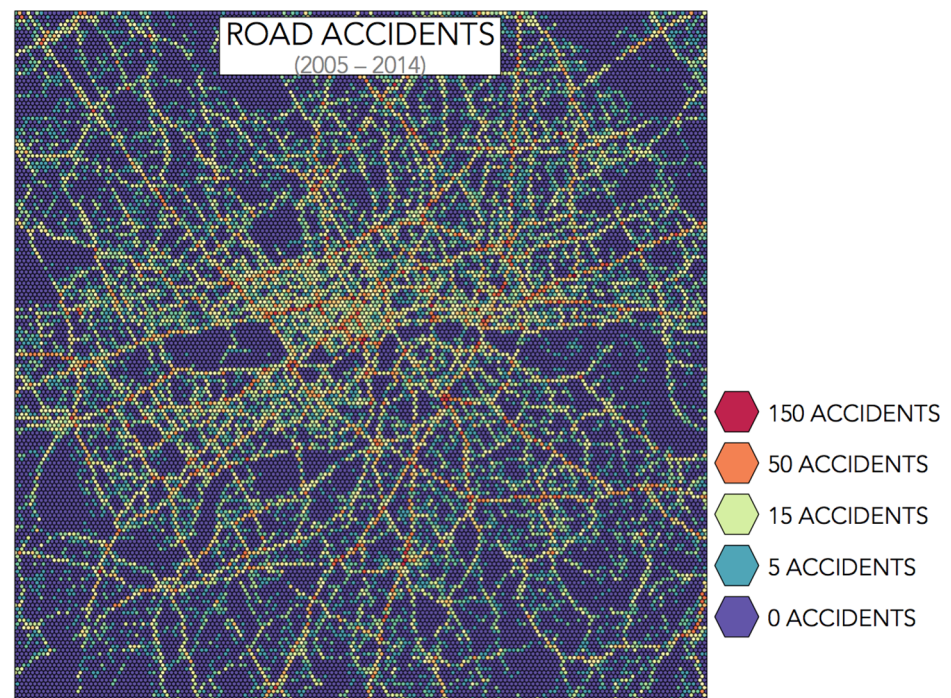 ROAD ACCIDENTS
(2005 – 2014)
150 ACCIDENTS
50 ACCIDENTS
15 ACCIDENTS
5 ACCIDENTS
0 ACCIDENTS